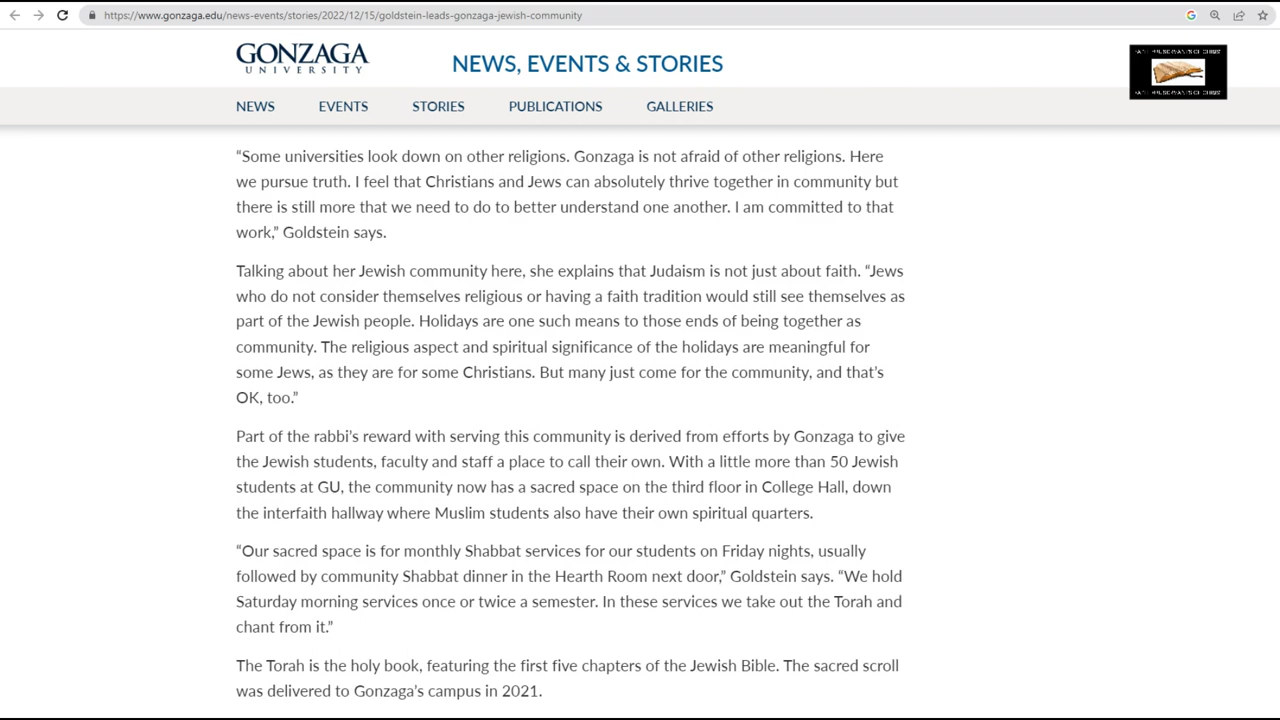 https://www.gonzaga.edu/news-events/stories/2022/12/15/goldstein-leads-gonzaga-jewish-community
GONZAGA
UNIVERSITY
NEWS, EVENTS & STORIES
FAITHFUL SERVANTS OF CHRIST
FAITHFUL SERVANTS OF CHRIST
NEWS EVENTS STORIES PUBLICATIONS GALLERIES
“Some universities look down on other religions. Gonzaga is not afraid of other religions. Here
we pursue truth. I feel that Christians and Jews can absolutely thrive together in community but
there is still more that we need to do to better understand one another. I am committed to that
work,” Goldstein says.
Talking about her Jewish community here, she explains that Judaism is not just about faith. “Jews
who do not consider themselves religious or having a faith tradition would still see themselves as
part of the Jewish people. Holidays are one such means to those ends of being together as
community. The religious aspect and spiritual significance of the holidays are meaningful for
some Jews, as they are for some Christians. But many just come for the community, and that’s
OK, too.”
Part of the rabbi’s reward with serving this community is derived from efforts by Gonzaga to give
the Jewish students, faculty and staff a place to call their own. With a little more than 50 Jewish
students at GU, the community now has a sacred space on the third floor in College Hall, down
the interfaith hallway where Muslim students also have their own spiritual quarters.
“Our sacred space is for monthly Shabbat services for our students on Friday nights, usually
followed by community Shabbat dinner in the Hearth Room next door,” Goldstein says. “We hold
Saturday morning services once or twice a semester. In these services we take out the Torah and
chant from it.”
The Torah is the holy book, featuring the first five chapters of the Jewish Bible. The sacred scroll
was delivered to Gonzaga’s campus in 2021.